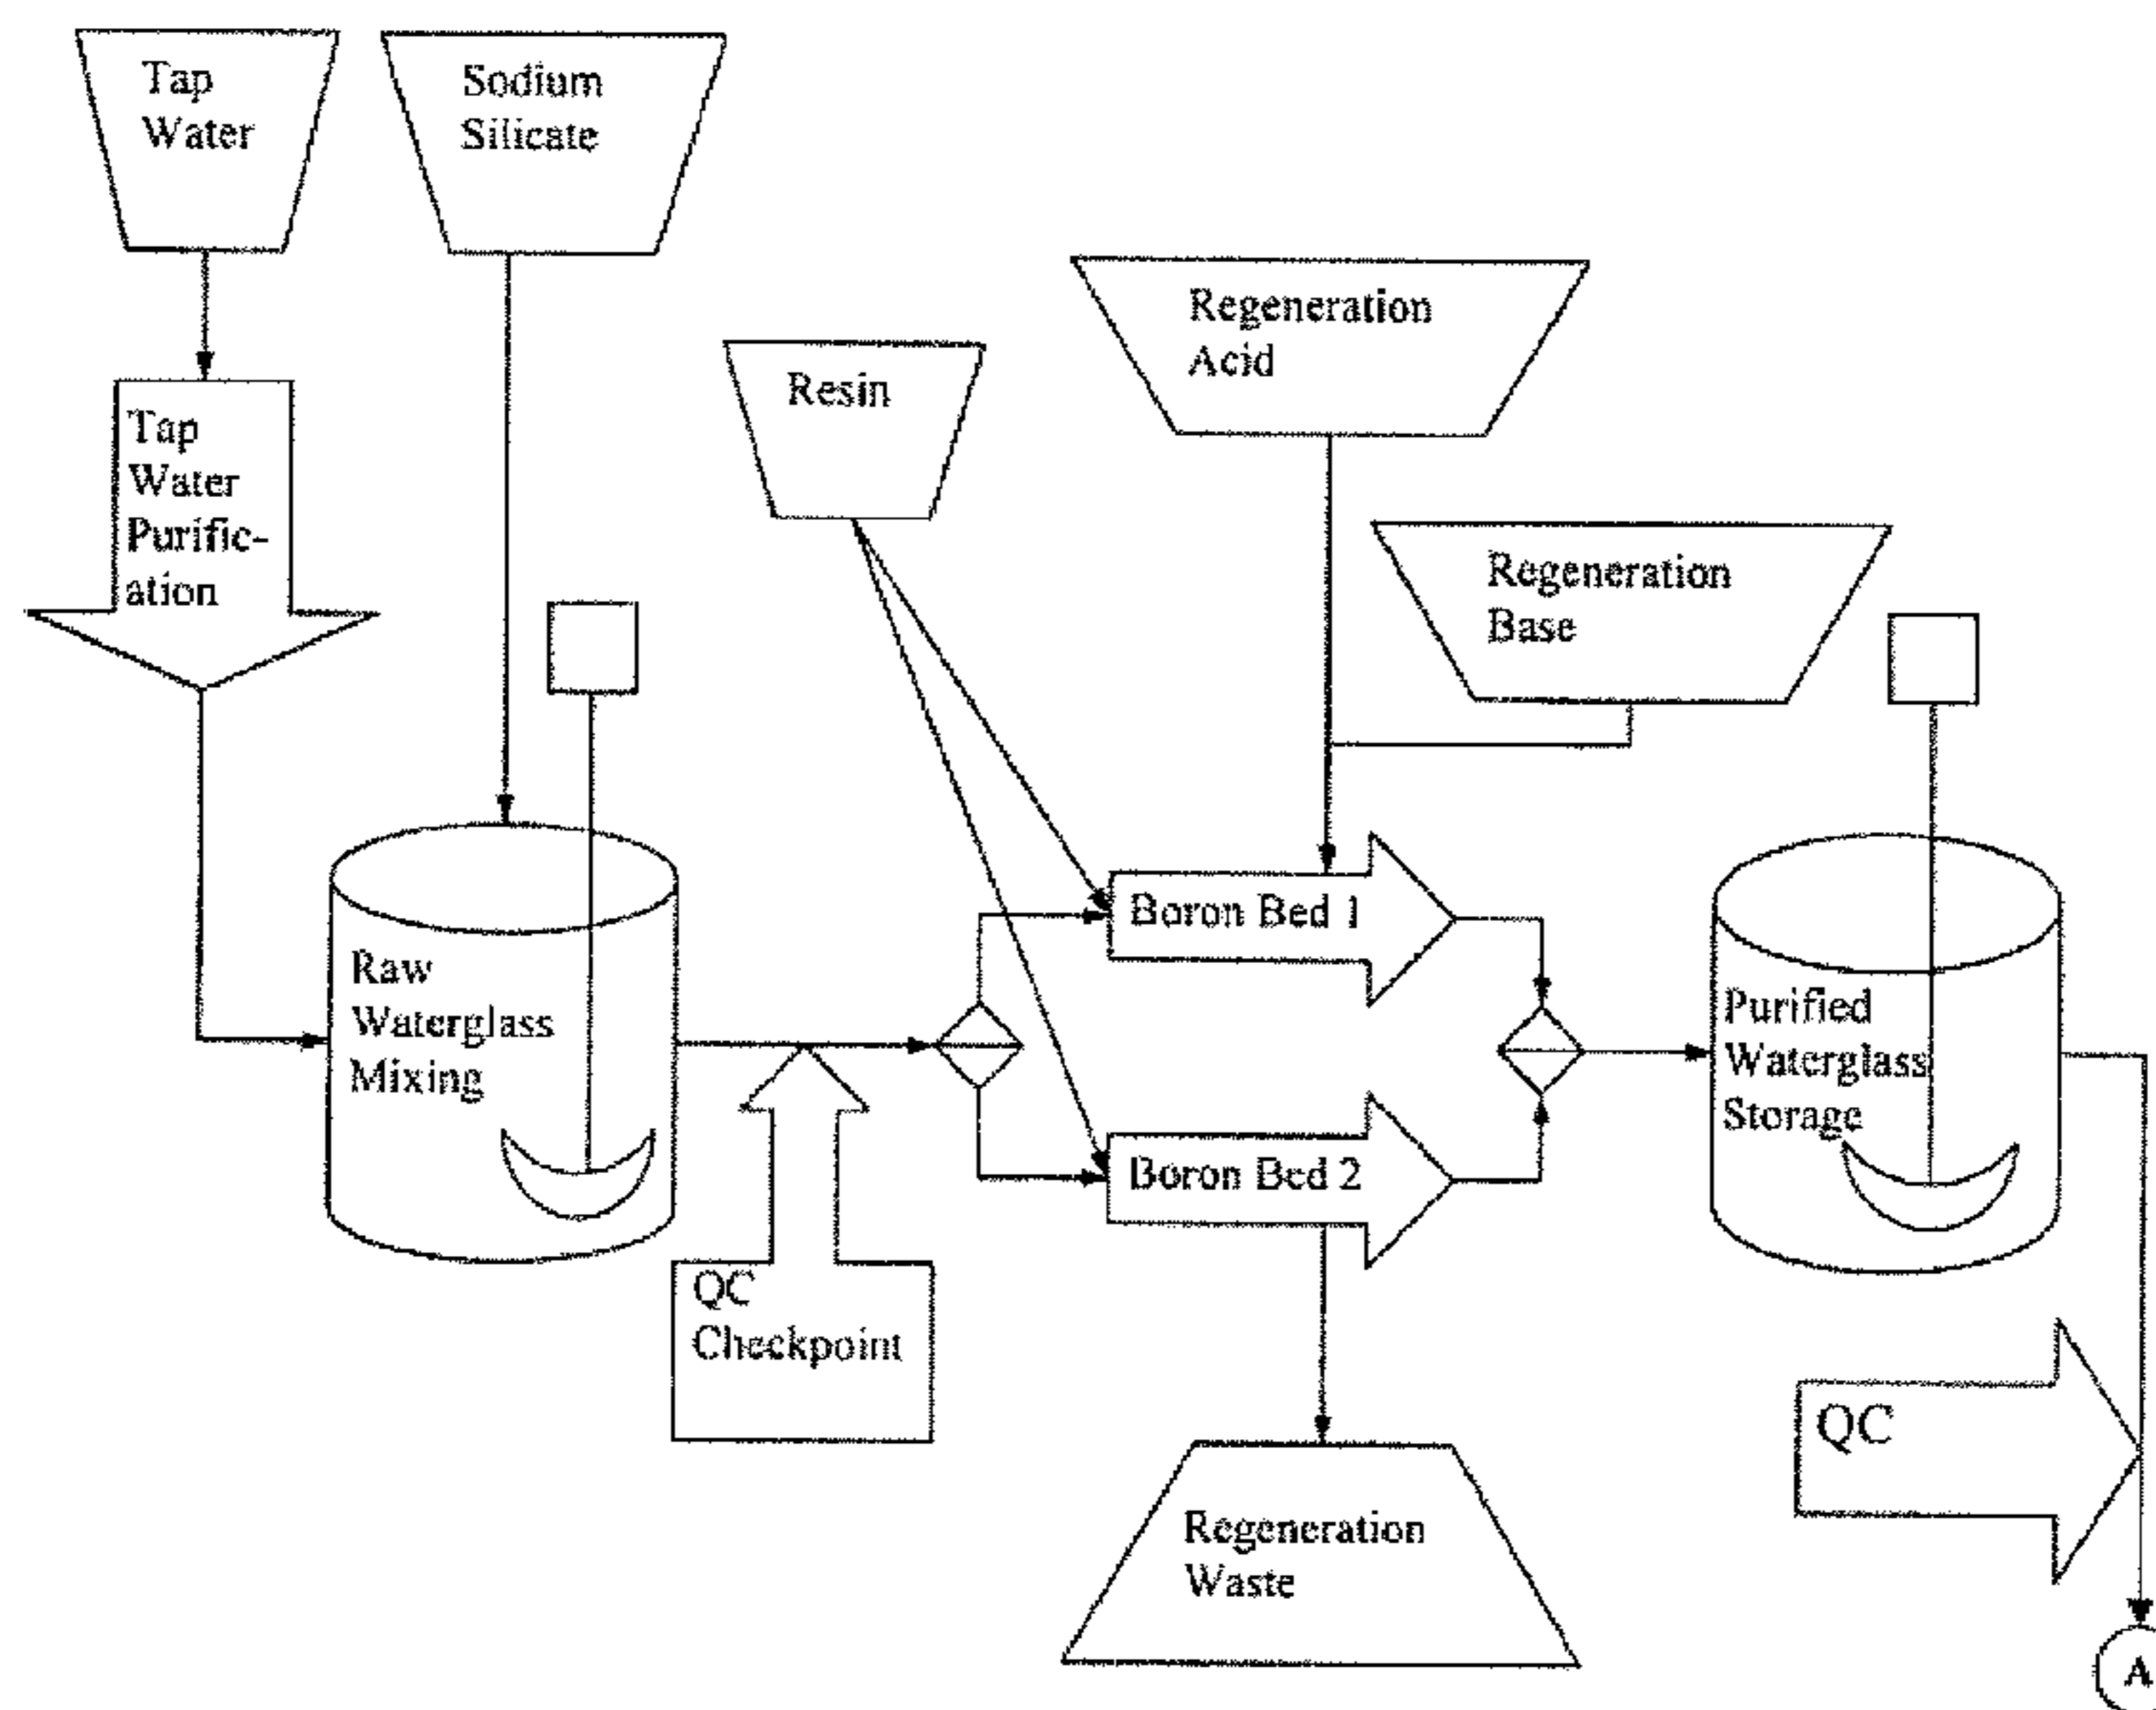 Tap
Water
Sodium
Silicate
Regeneration
Acid
Resin
Tap
Water
Purific-
ation
Regeneration
Base
Boron Bed 1
Raw
Waterglass
Mixing
Purified
Waterglass
Storage
Boron Bed 2
QC
Checkpoint
QC
Regeneration
Waste
A